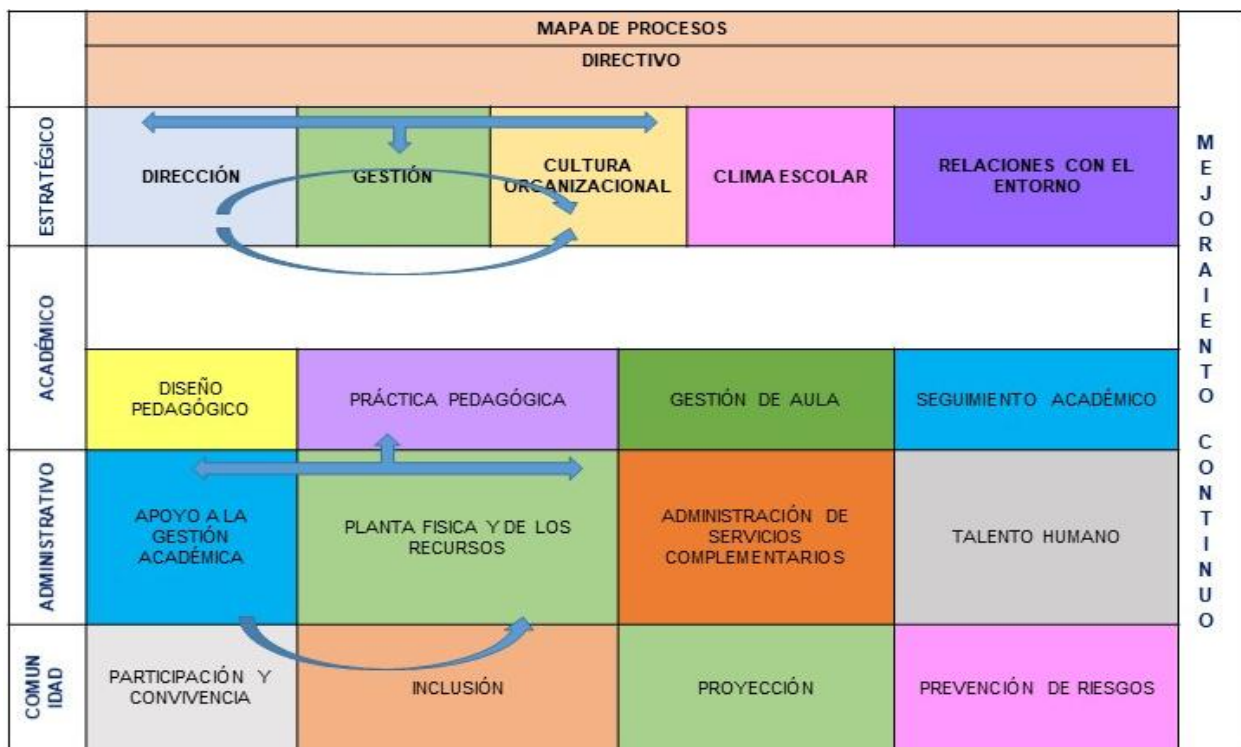 MAPA DE PROCESOS
DIRECTIVO
ESTRATÉGICO
DIRECCIÓN
GESTIÓN
CULTURA
ORGANIZACIONAL
CLIMA ESCOLAR
RELACIONES CON EL
ENTORNO
ACADÉMICO
DISEÑO
PEDAGÓGICO
PRÁCTICA PEDAGÓGICA
GESTIÓN DE AULA
SEGUIMIENTO ACADÉMICO
ADMINISTRATIVO
APOYO A LA
GESTIÓN
ACADÉMICA
PLANTA FISICA Y DE LOS
RECURSOS
ADMINISTRACIÓN DE
SERVICIOS
COMPLEMENTARIOS
TALENTO HUMANO
COMUN
IDAD
PARTICIPACIÓN Y
CONVIVENCIA
INCLUSIÓN
PROYECCIÓN
PREVENCIÓN DE RIESGOS
MEJORAIENTO CONTINUO